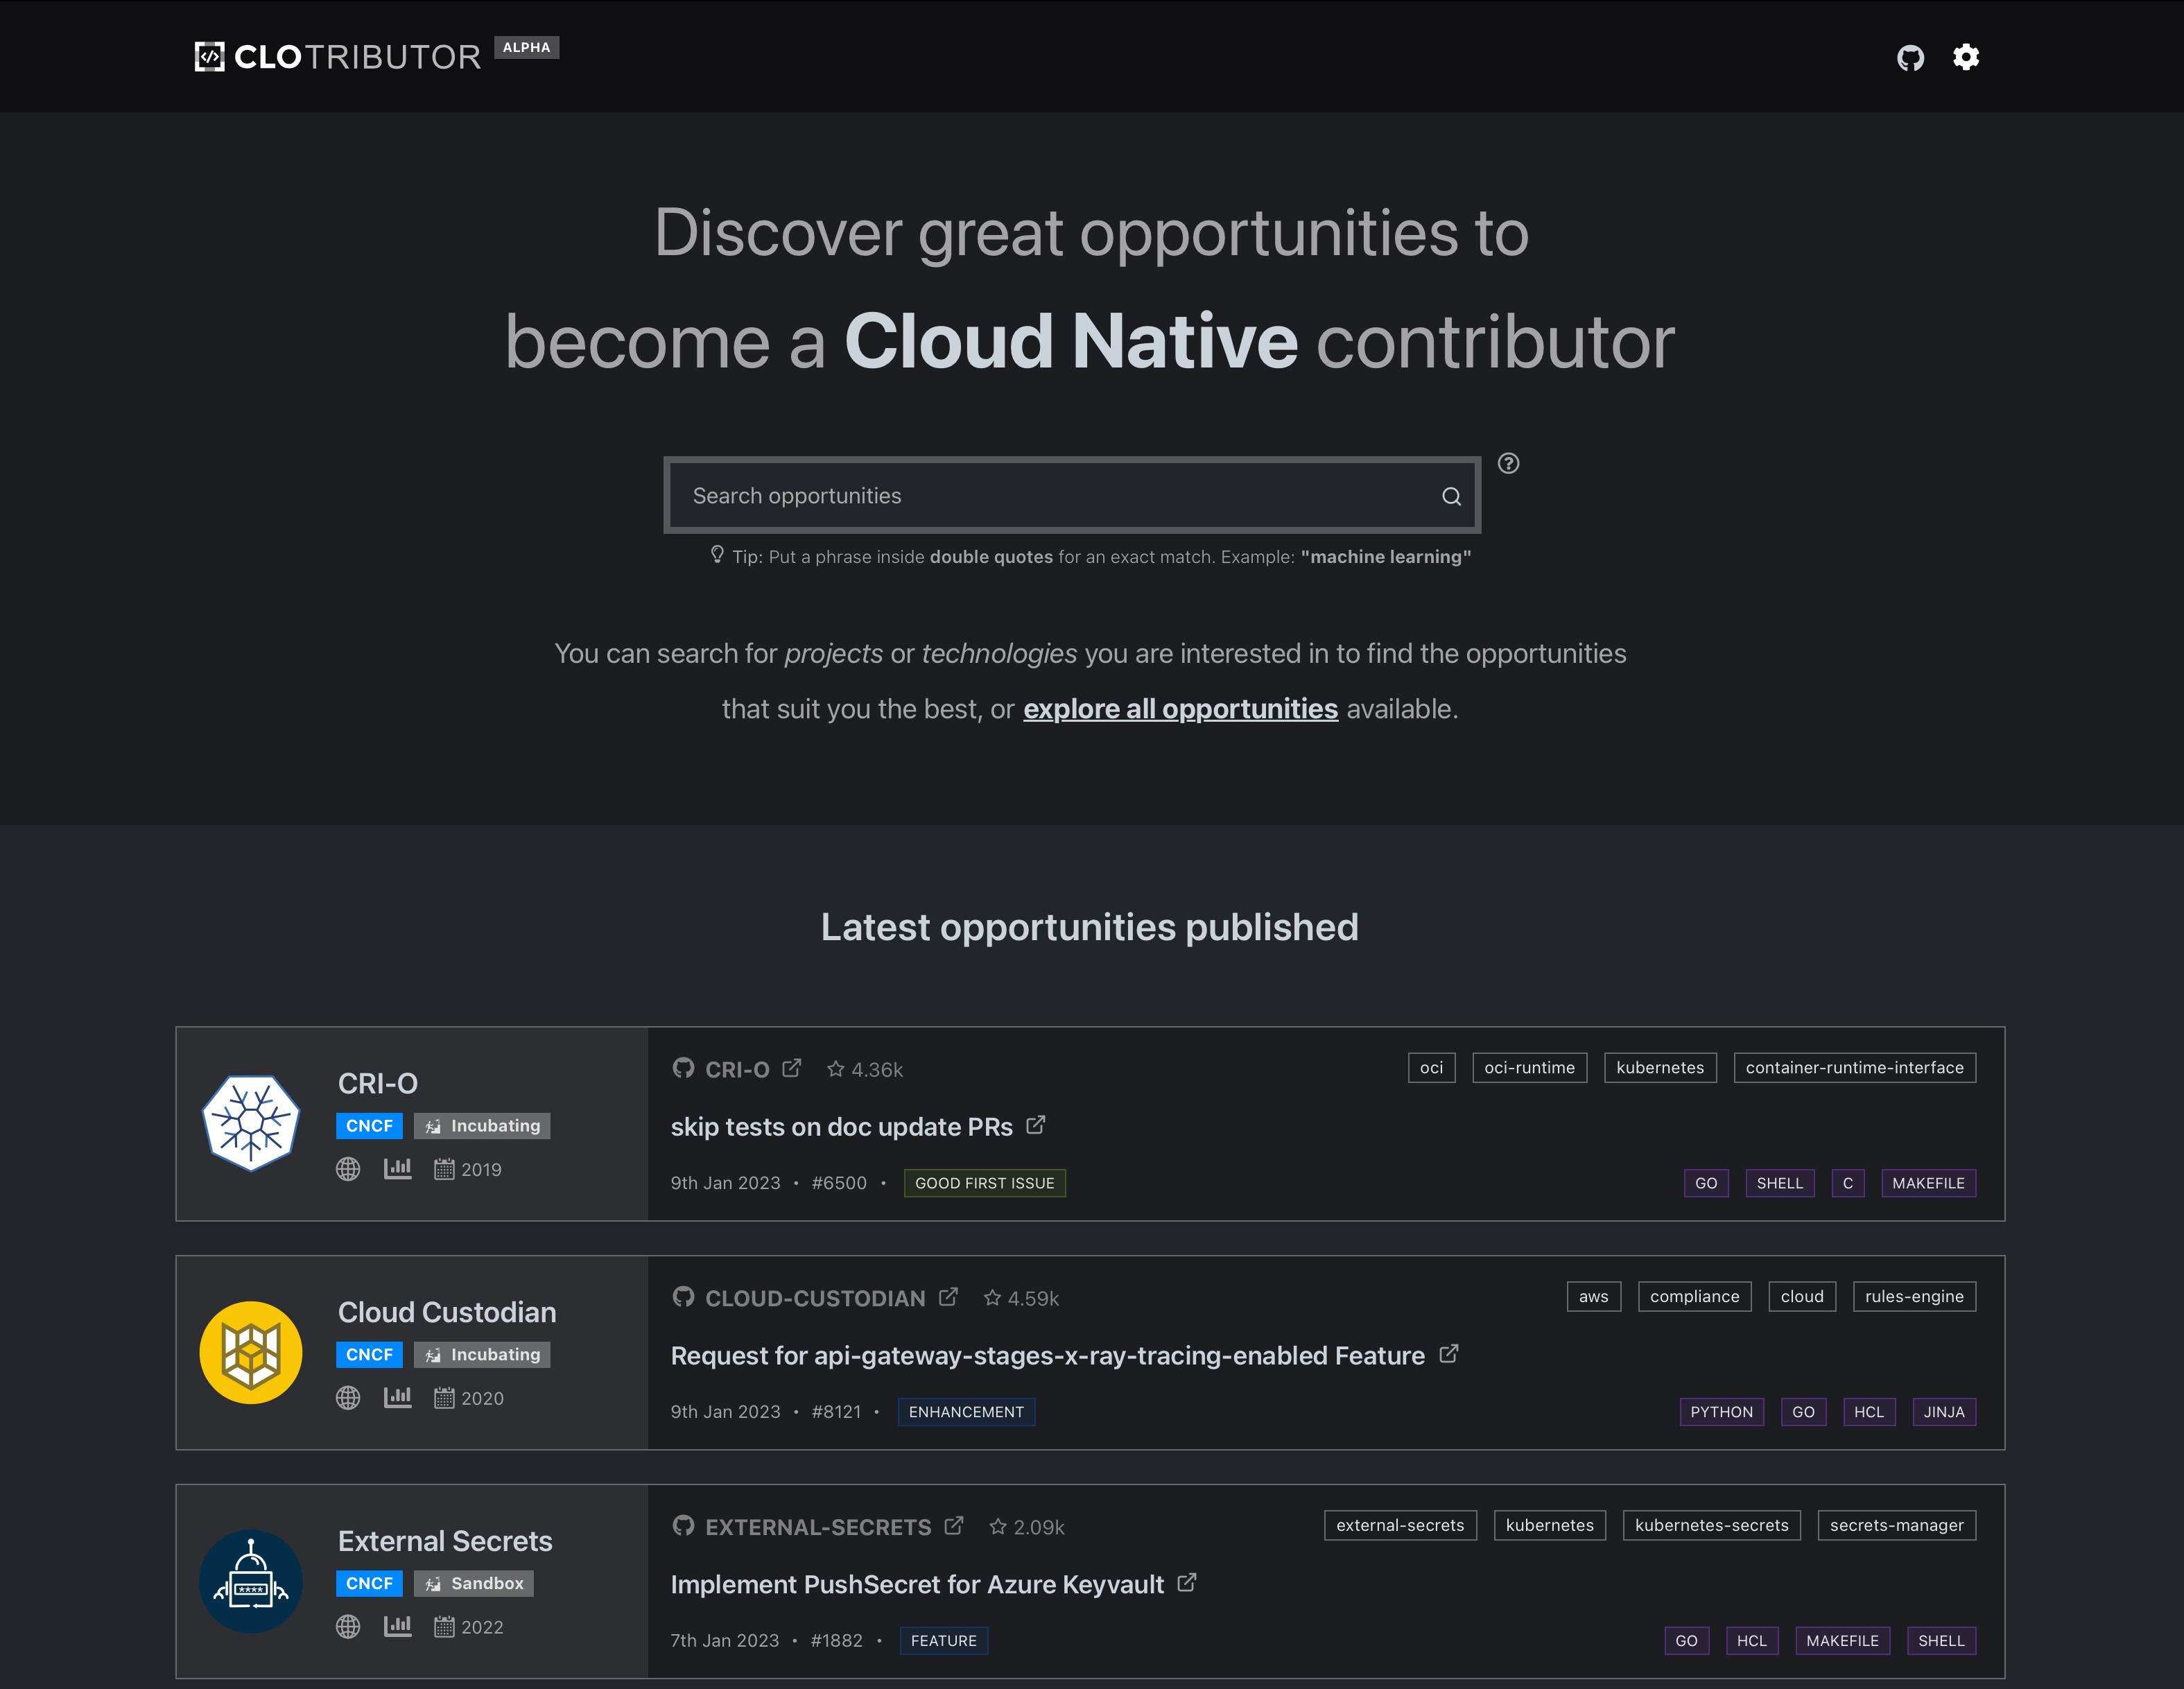 CLOTRIBUTOR ALPHA
Discover great opportunities to
become a Cloud Native contributor
Search opportunities
Tip: Put a phrase inside double quotes for an exact match. Example: "machine learning"
You can search for projects or technologies you are interested in to find the opportunities
that suit you the best, or explore all opportunities available.
Latest opportunities published
CRI-O
CNCF Incubating
2019
CRI-O 4.36k
oci oci-runtime kubernetes container-runtime-interface
skip tests on doc update PRs
9th Jan 2023 • #6500 • GOOD FIRST ISSUE
GO SHELL C MAKEFILE
Cloud Custodian
CNCF Incubating
2020
CLOUD-CUSTODIAN 4.59k
aws compliance cloud rules-engine
Request for api-gateway-stages-x-ray-tracing-enabled Feature
9th Jan 2023 • #8121 • ENHANCEMENT
PYTHON GO HCL JINJA
External Secrets
CNCF Sandbox
2022
EXTERNAL-SECRETS 2.09k
external-secrets kubernetes kubernetes-secrets secrets-manager
Implement PushSecret for Azure Keyvault
7th Jan 2023 • #1882 • FEATURE
GO HCL MAKEFILE SHELL